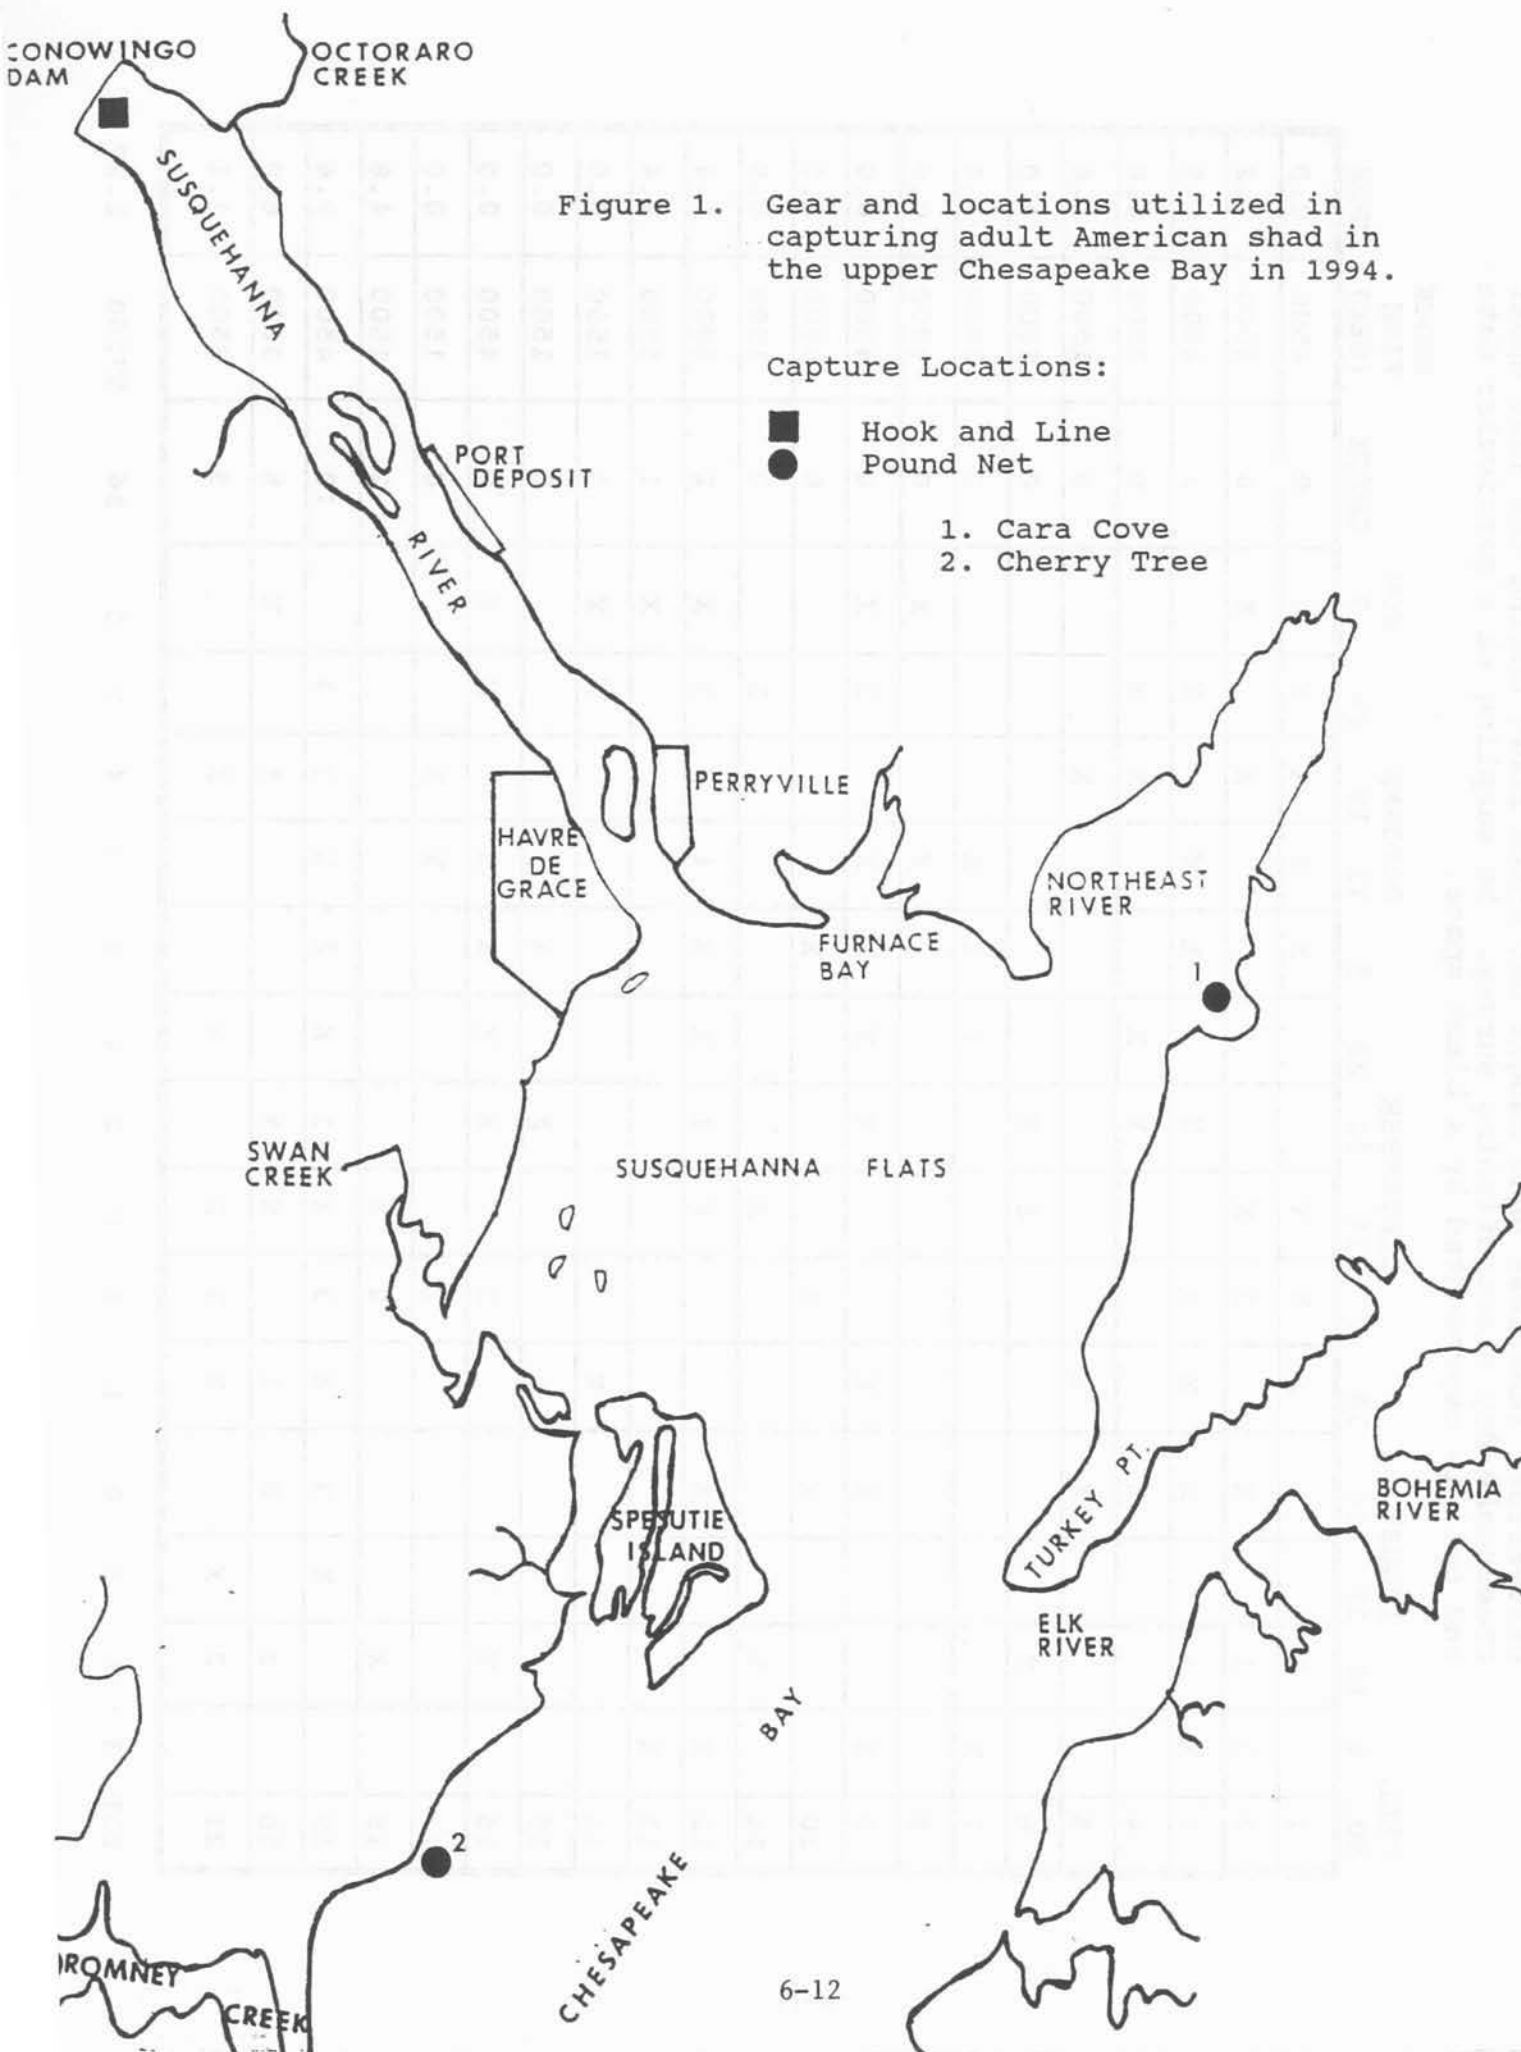 CONOWINGO
DAM
OCTORARO
CREEK
SUSQUEHANNA
Figure 1. Gear and locations utilized in
capturing adult American shad in
the upper Chesapeake Bay in 1994.
Capture Locations:
Hook and Line
Pound Net
1. Cara Cove
2. Cherry Tree
PORT
DEPOSIT
RIVER
PERRYVILLE
HAVRE
DE
GRACE
NORTHEAST
RIVER
FURNACE
BAY
1
SWAN
CREEK
SUSQUEHANNA FLATS
TURKEY PT.
BOHEMIA
RIVER
SPESUTIE
ISLAND
ELK
RIVER
BAY
2
CHESAPEAKE
ROMNEY
CREEK
6-12